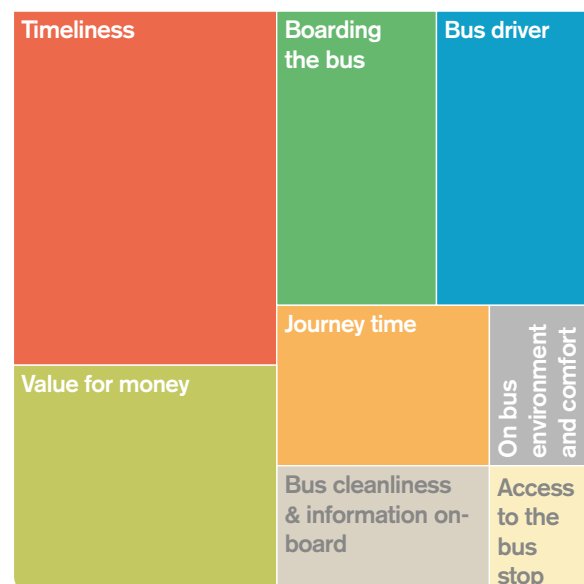 Timeliness
Boarding
the bus
Bus driver
Value for money
Journey time
On bus
environment
and comfort
Bus cleanliness
& information on-
board
Access
to the
bus
stop